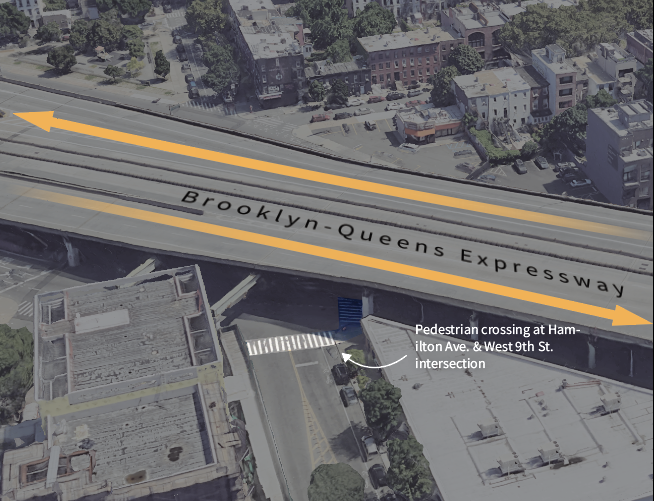 Brooklyn-Queens Expressway
Pedestrian crossing at Ham-
ilton Ave. & West 9th St.
intersection